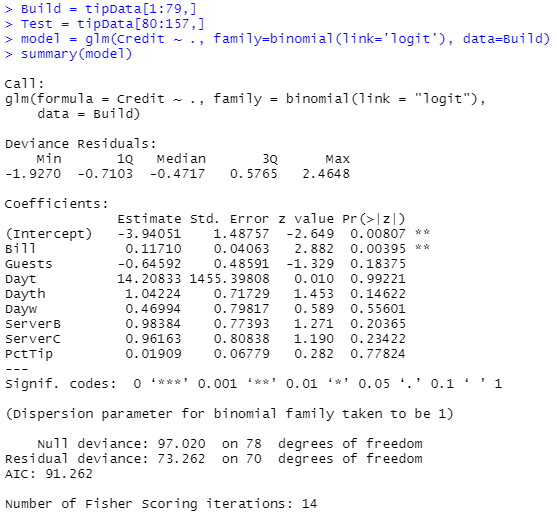 > Build = tipData[1:79,]
> Test = tipData[80:157,]
> model = glm(Credit ~ ., family=binomial(link='logit'), data=Build)
> summary(model)
Call:
glm(formula = Credit ~ ., family = binomial(link = "logit"),
    data = Build)
Deviance Residuals:
    Min      1Q  Median      3Q     Max
-1.9270 -0.7103 -0.4717  0.5765  2.4648
Coefficients:
              Estimate Std. Error z value Pr(>|z|)
(Intercept)   -3.94051    1.48757  -2.649  0.00807 **
Bill           0.11710    0.04063   2.882  0.00395 **
Guests        -0.64592    0.48591  -1.329  0.18375
Dayt          14.20833 1455.39808   0.010  0.99221
Dayth          1.04224    0.71729   1.453  0.14622
Dayw           0.46994    0.79817   0.589  0.55601
ServerB        0.98384    0.77393   1.271  0.20365
ServerC        0.96163    0.80838   1.190  0.23422
PctTip         0.01909    0.06779   0.282  0.77824
---
Signif. codes:  0 ‘***’ 0.001 ‘**’ 0.01 ‘*’ 0.05 ‘.’ 0.1 ‘ ’ 1
(Dispersion parameter for binomial family taken to be 1)
    Null deviance: 97.020  on 78  degrees of freedom
Residual deviance: 73.262  on 70  degrees of freedom
AIC: 91.262
Number of Fisher Scoring iterations: 14